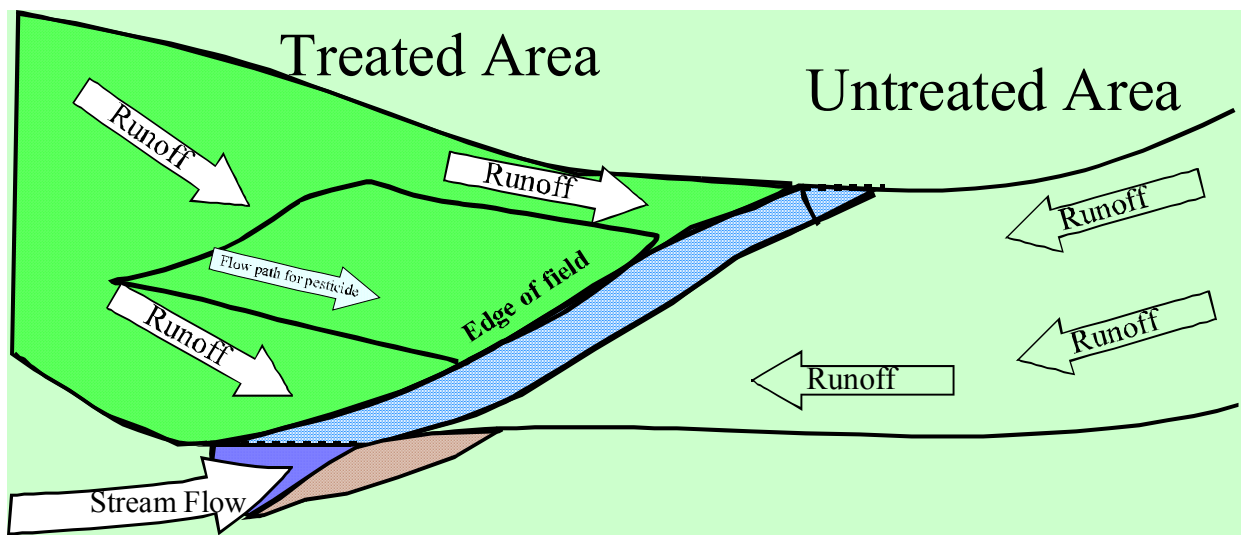 Treated Area
Untreated Area
Runoff
Runoff
Runoff
Flow path for pesticide
Edge of field
Runoff
Runoff
Runoff
Stream Flow